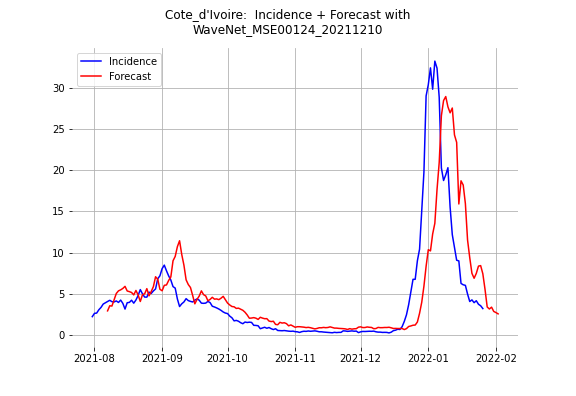 Cote_d'Ivoire:  Incidence + Forecast with
WaveNet_MSE00124_20211210
Incidence
Forecast
30
25
20
15
10
5
0
2021-08 2021-09 2021-10 2021-11 2021-12 2022-01 2022-02